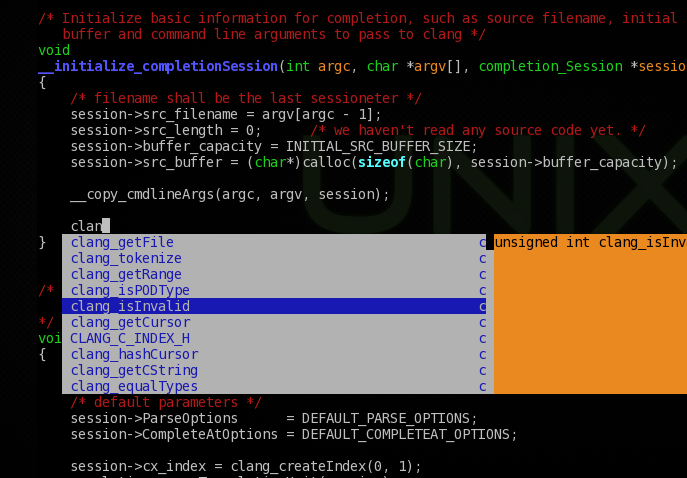 /* Initialize basic information for completion, such as source filename, initial
buffer and command line arguments to pass to clang */
void
__initialize_completionSession(int argc, char *argv[], completion_Session *sessio
{
/* filename shall be the last sessioneter */
session->src_filename = argv[argc - 1];
session->src_length = 0;      /* we haven't read any source code yet. */
session->buffer_capacity = INITIAL_SRC_BUFFER_SIZE;
session->src_buffer = (char*)calloc(sizeof(char), session->buffer_capacity);
__copy_cmdlineArgs(argc, argv, session);
clan
} clang_getFile c unsigned int clang_isInv
clang_tokenize c
clang_getRange c
/* clang_isPODType c
clang_isInvalid c
*/ clang_getCursor c
voi CLANG_C_INDEX_H c
{ clang_hashCursor c
clang_getCString c
clang_equalTypes c
/* default parameters */
session->ParseOptions      = DEFAULT_PARSE_OPTIONS;
session->CompleteAtOptions = DEFAULT_COMPLETEAT_OPTIONS;
session->cx_index = clang_createIndex(0, 1);
UNIX